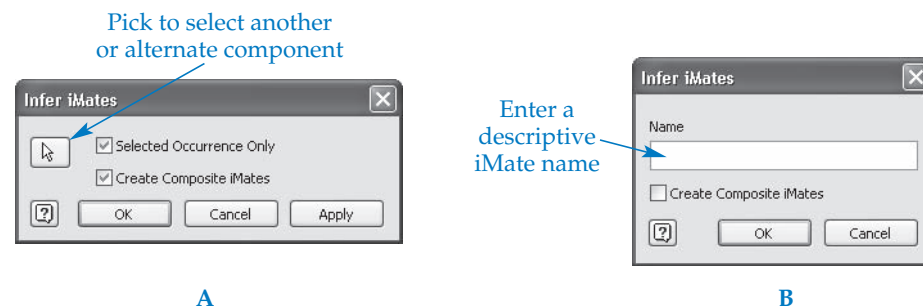 Pick to select another
or alternate component
Infer iMates
Selected Occurrence Only
Create Composite iMates
OK Cancel Apply
A
Enter a
descriptive
iMate name
Infer iMates
Name
Create Composite iMates
OK Cancel
B